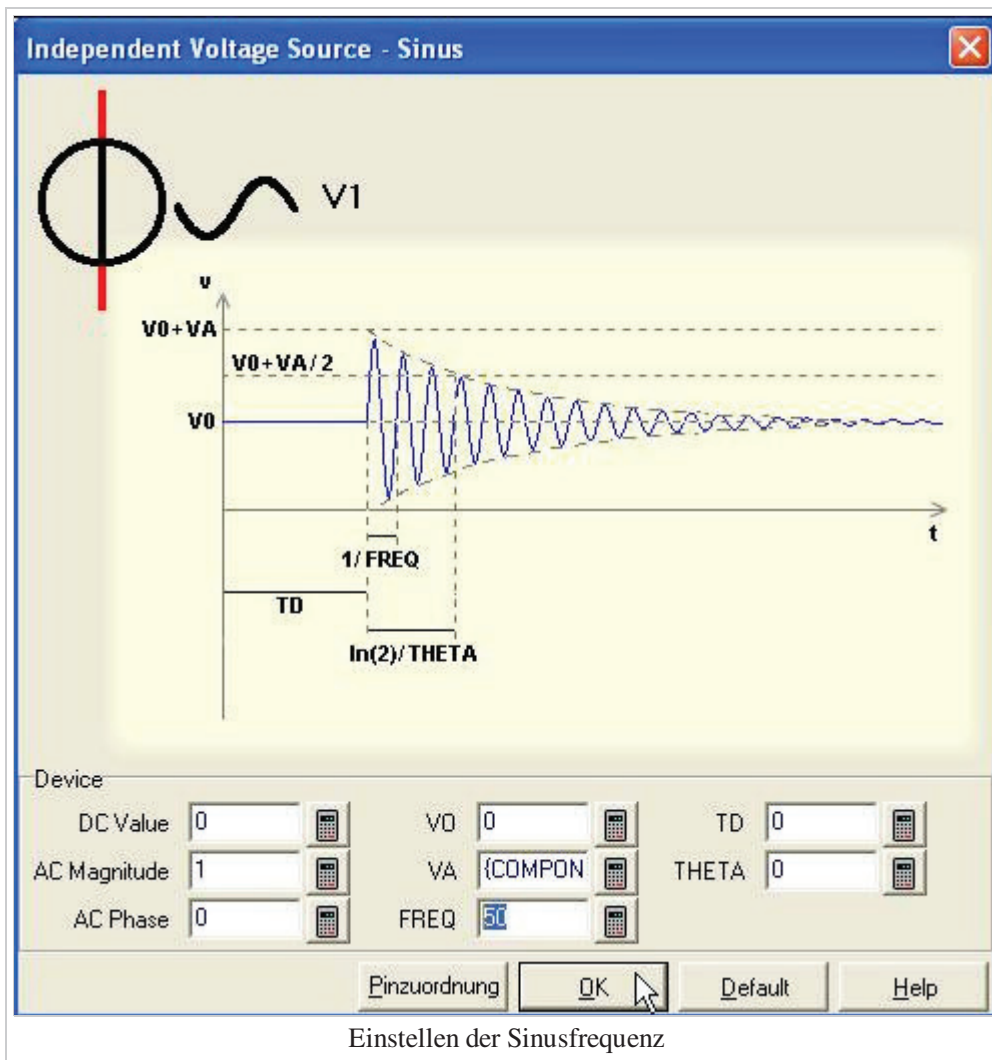 Independent Voltage Source - Sinus
V1
v
V0+VA
V0+VA/2
V0
t
1/FREQ
TD
ln(2)/THETA
Device
DC Value 0 VO 0 TD 0
AC Magnitude 1 VA {COMPON THETA 0
AC Phase 0 FREQ 50
Pinzuordnung OK Default Help
Einstellen der Sinusfrequenz